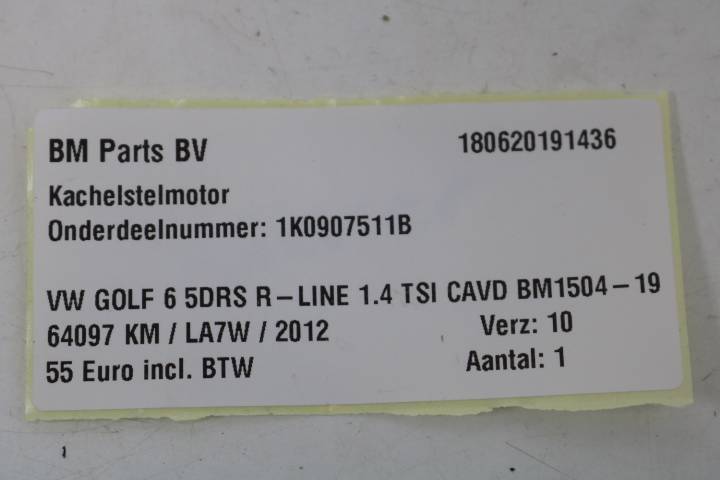 BM Parts BV 180620191436
Kachelstelmotor
Onderdeelnummer: 1K0907511B
VW GOLF 6 5DRS R-LINE 1.4 TSI CAVD BM1504-19
64097 KM / LA7W / 2012 Verz: 10
55 Euro incl. BTW Aantal: 1